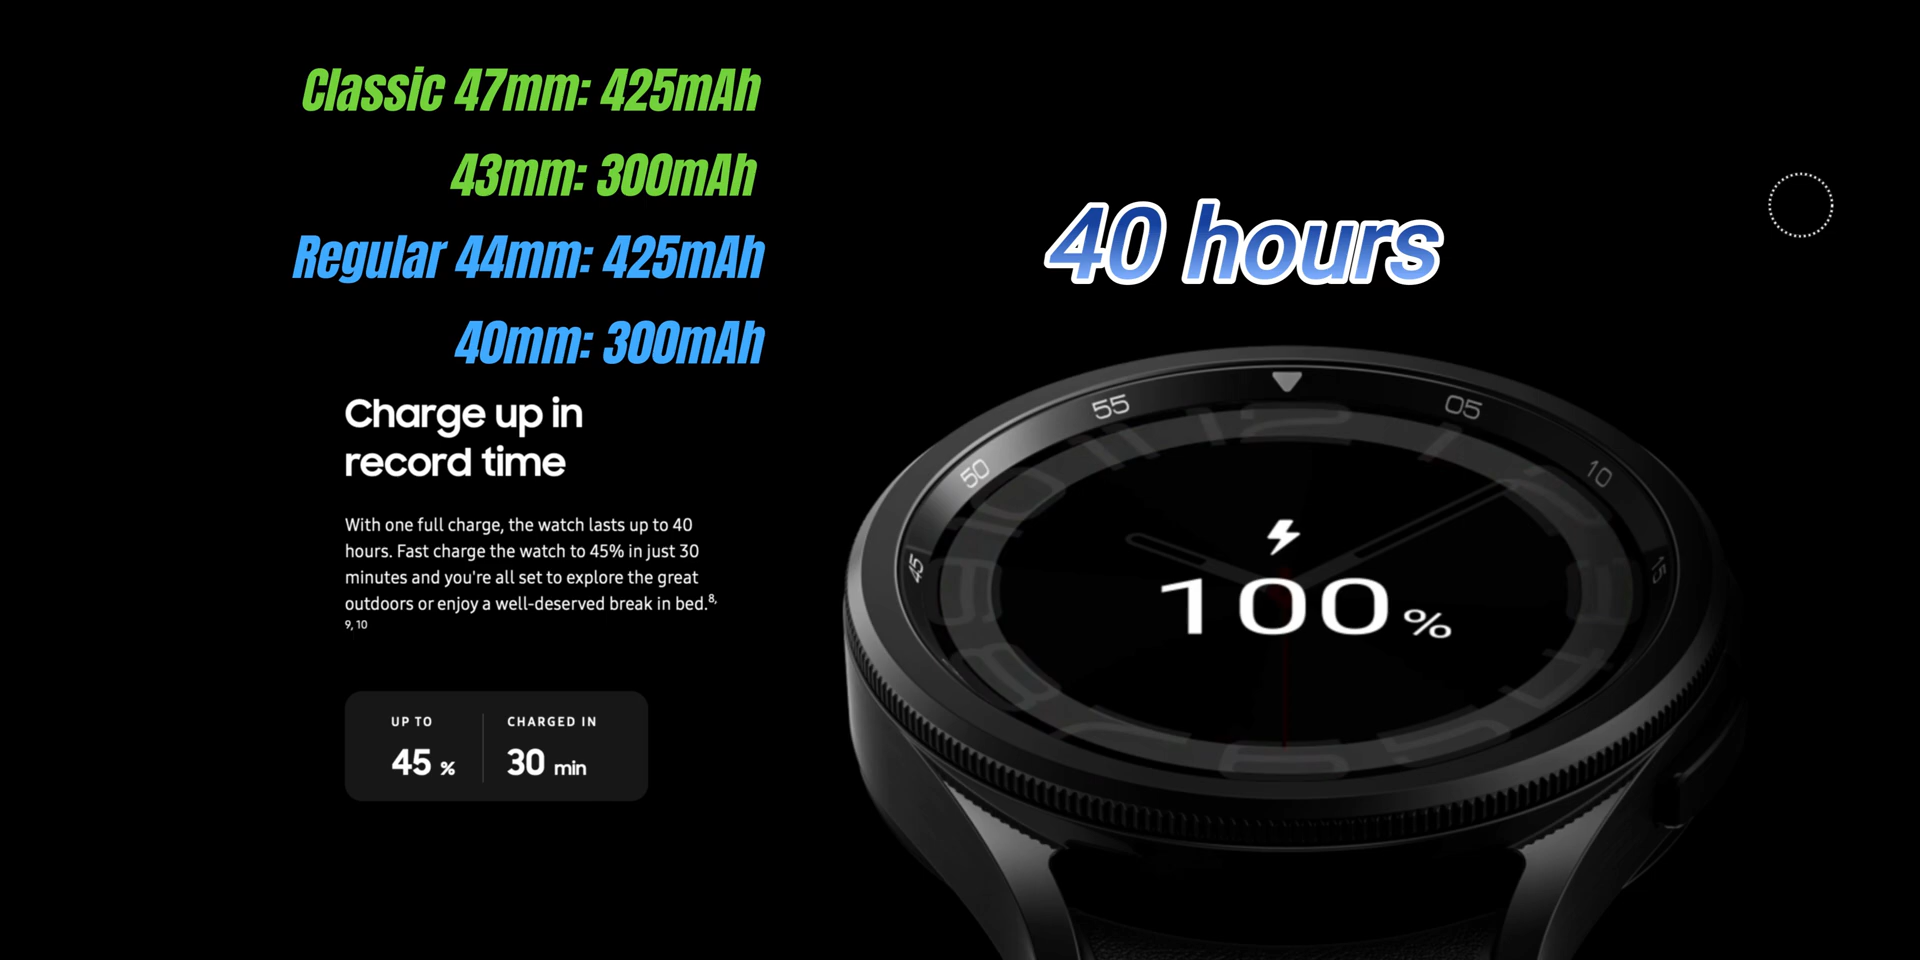 Classic 47mm: 425mAh
43mm: 300mAh
Regular 44mm: 425mAh
40mm: 300mAh
40 hours
Charge up in
record time
With one full charge, the watch lasts up to 40
hours. Fast charge the watch to 45% in just 30
minutes and you're all set to explore the great
outdoors or enjoy a well-deserved break in bed.8,
9, 10
UP TO
45 %
CHARGED IN
30 min
55
05
50
10
45
15
100%